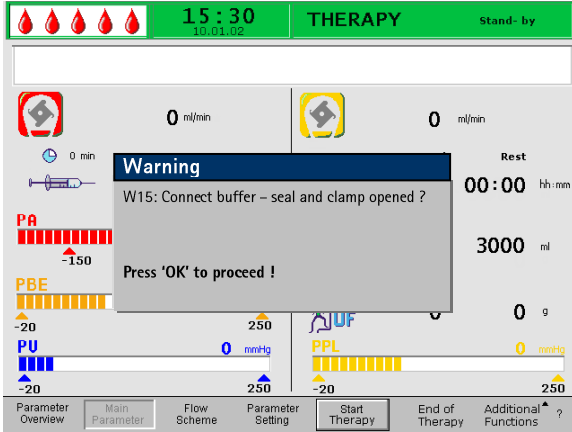 15:30
10.01.02
THERAPY
Stand- by
0 ml/min
0 ml/min
0 min
Rest
Warning
W15: Connect buffer – seal and clamp opened ?
Press ‘OK’ to proceed !
00:00 hh:mm
PA
-150
3000 ml
PBE
-20
250
UF
0 g
PV
0 mmHg
-20
250
PPL
0 mmHg
-20
250
Parameter Overview
Main Parameter
Flow Scheme
Parameter Setting
Start Therapy
End of Therapy
Additional Functions
?